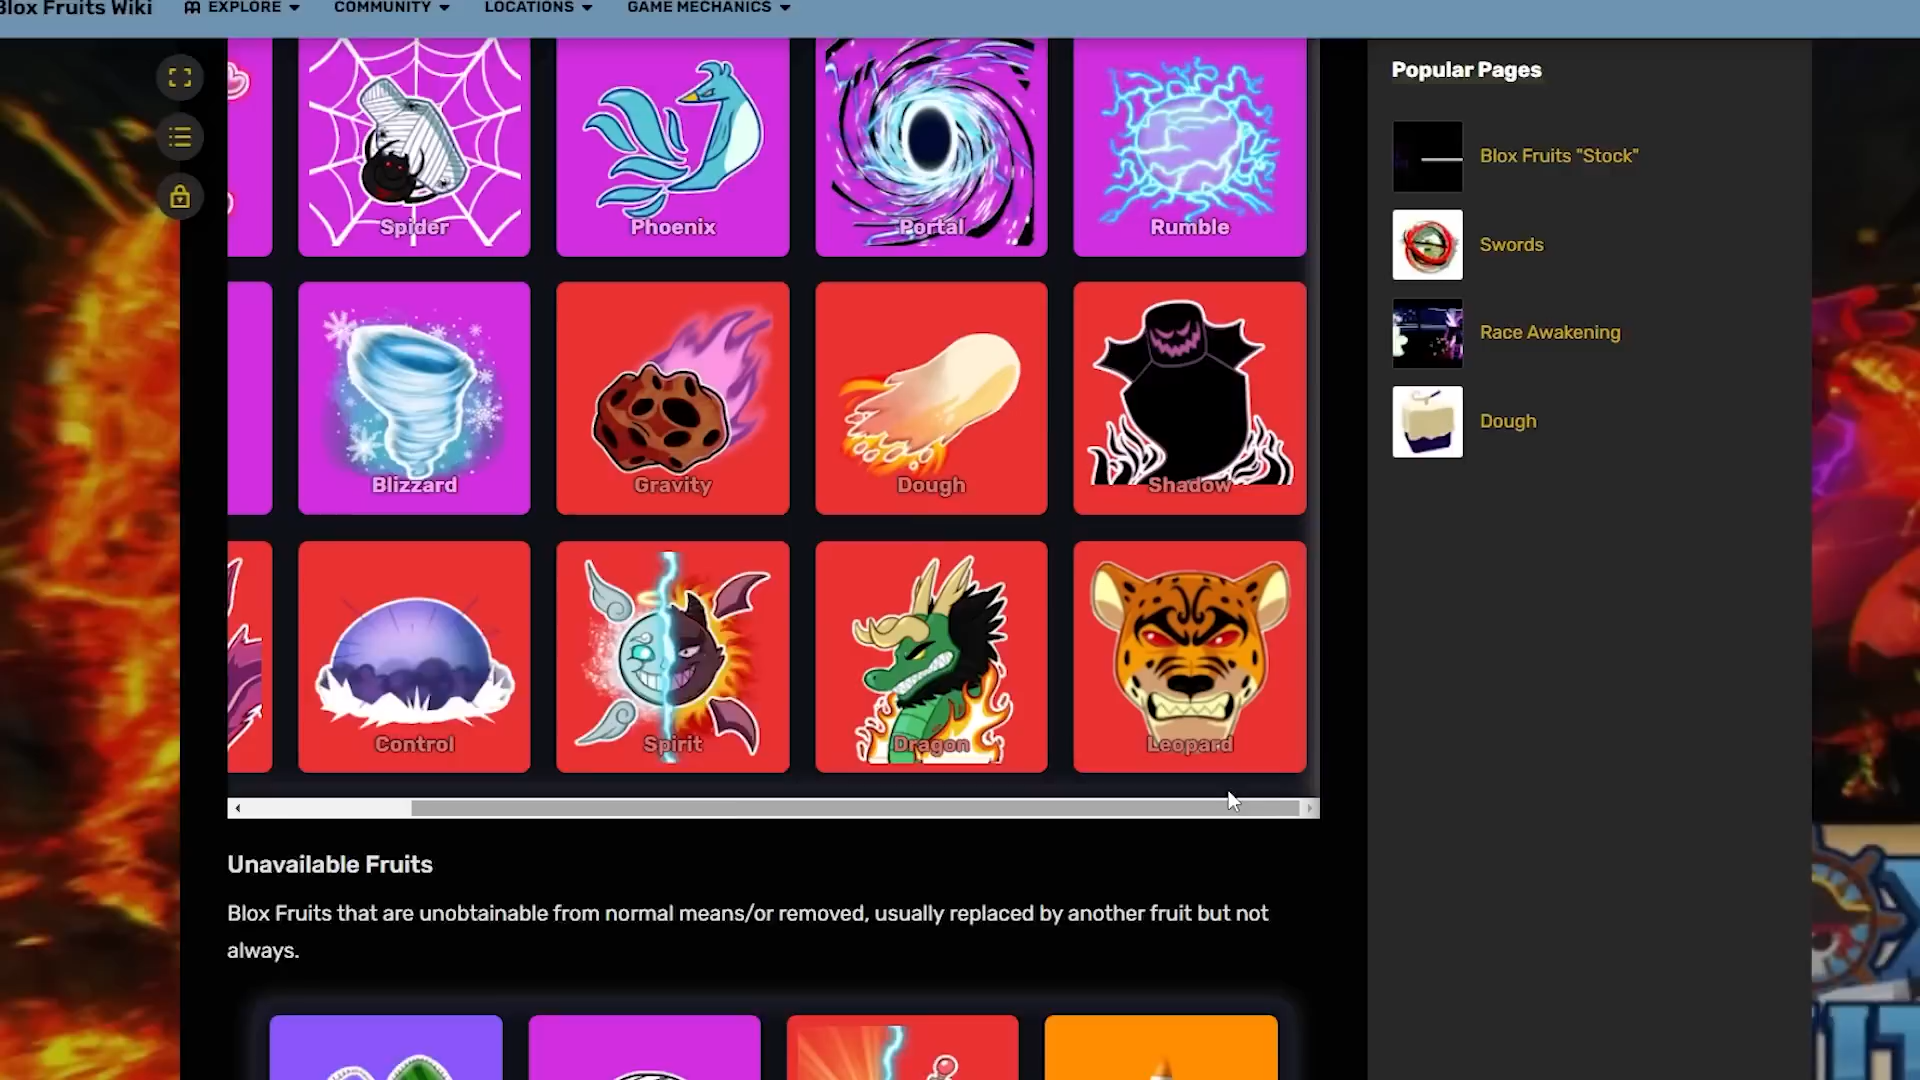 Blox Fruits Wiki
EXPLORE
COMMUNITY
LOCATIONS
GAME MECHANICS
Spider
Phoenix
Portal
Rumble
Blizzard
Gravity
Dough
Shadow
Control
Spirit
Dragon
Leopard
Unavailable Fruits
Blox Fruits that are unobtainable from normal means/or removed, usually replaced by another fruit but not
always.
Popular Pages
Blox Fruits "Stock"
Swords
Race Awakening
Dough